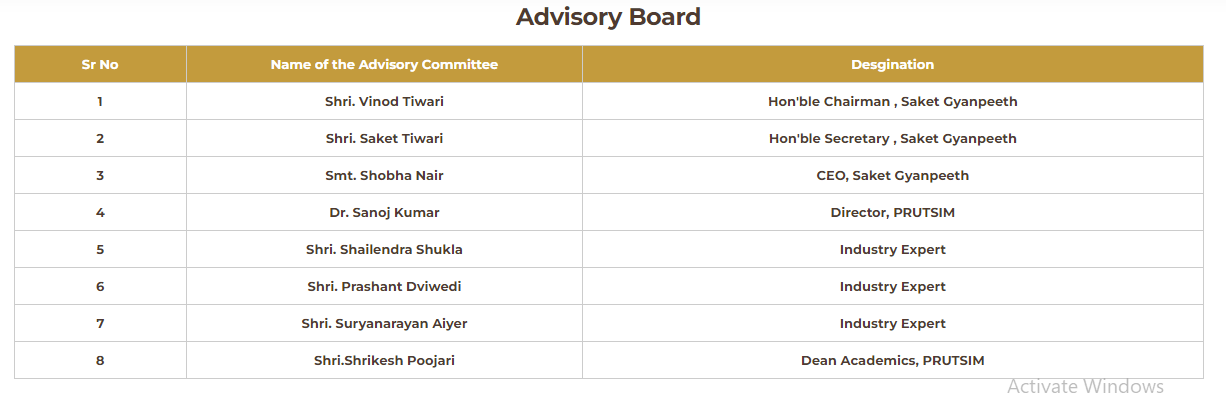 Advisory Board
Sr No Name of the Advisory Committee Desgination
1 Shri. Vinod Tiwari Hon'ble Chairman , Saket Gyanpeeth
2 Shri. Saket Tiwari Hon'ble Secretary , Saket Gyanpeeth
3 Smt. Shobha Nair CEO, Saket Gyanpeeth
4 Dr. Sanoj Kumar Director, PRUTSIM
5 Shri. Shailendra Shukla Industry Expert
6 Shri. Prashant Dviwedi Industry Expert
7 Shri. Suryanarayan Aiyer Industry Expert
8 Shri.Shrikesh Poojari Dean Academics, PRUTSIM
Activate Windows